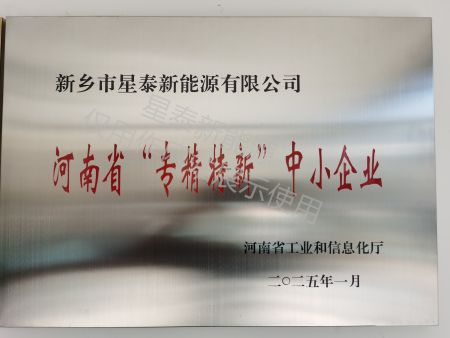 新乡市星泰新能源有限公司
河南省“专精特新”中小企业
河南省工业和信息化厅
二〇二五年一月